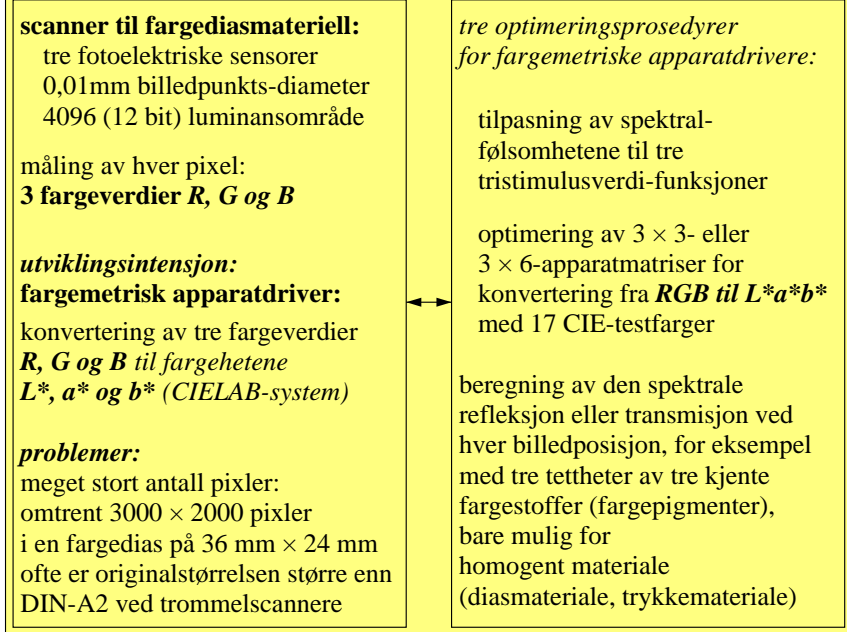 scanner til fargediasmateriell:
tre fotoelektriske sensorer
0,01mm billedpunkts-diameter
4096 (12 bit) luminansområde
måling av hver pixel:
3 fargeverdier R, G og B
utviklingsintensjon:
fargemetrisk apparatdriver:
konvertering av tre fargeverdier
R, G og B til fargehetene
L*, a* og b* (CIELAB-system)
problemer:
meget stort antall pixler:
omtrent 3000 × 2000 pixler
i en fargedias på 36 mm × 24 mm
ofte er originalstørrelsen større enn
DIN-A2 ved trommelscannere
tre optimeringsprosedyrer
for fargemetriske apparatdrivere:
tilpasning av spektral-
følsomhetene til tre
tristimulusverdi-funksjoner
optimering av 3 × 3- eller
3 × 6-apparatmatriser for
konvertering fra RGB til L*a*b*
med 17 CIE-testfarger
beregning av den spektrale
refleksjon eller transmisjon ved
hver billedposisjon, for eksempel
med tre tettheter av tre kjente
fargestoffer (fargepigmenter),
bare mulig for
homogent materiale
(diasmateriale, trykkemateriale)